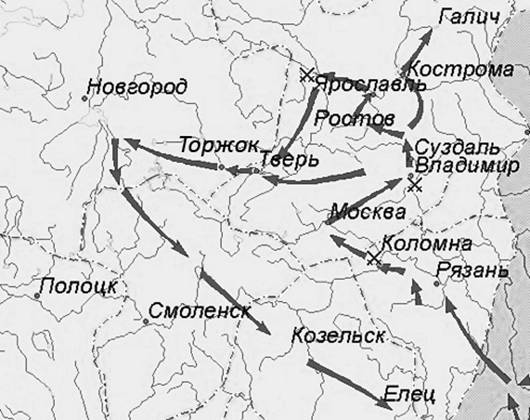 Галич
Кострома
Новгород
Ярославль
Ростов
Торжок
Суздаль
Тверь
Владимир
Москва
Коломна
Рязань
Полоцк
Смоленск
Козельск
Елец